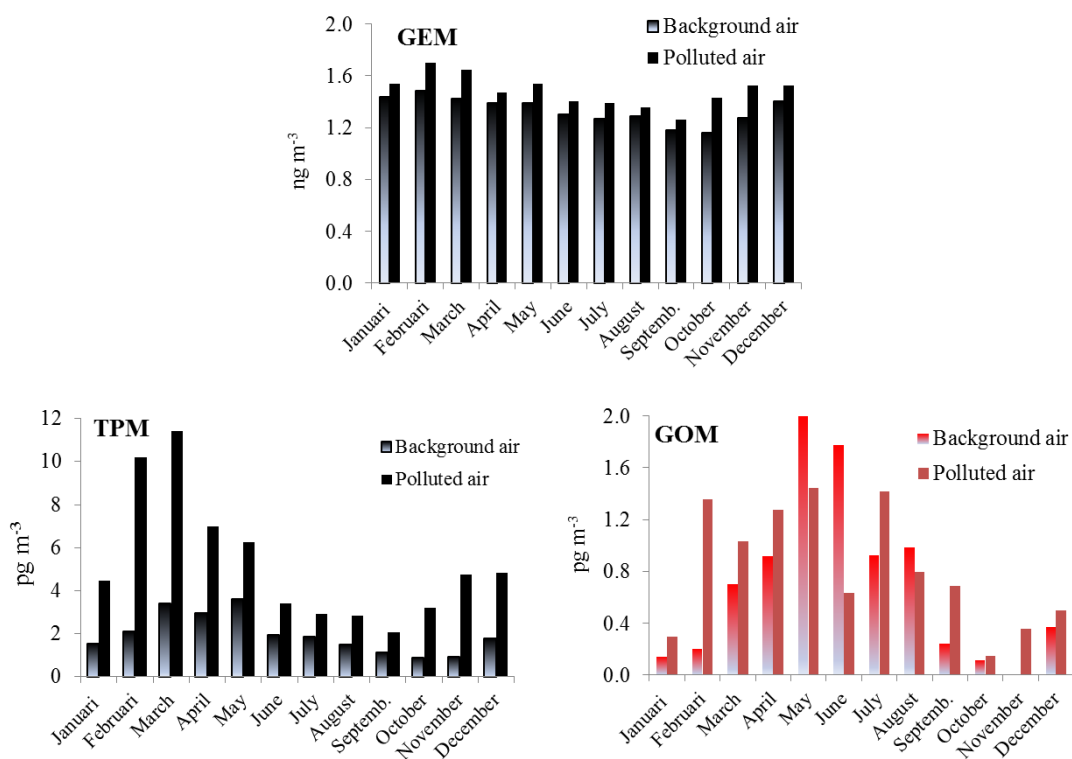 GEM
Background air
Polluted air
ng m-3
2.0
1.6
1.2
0.8
0.4
0.0
Januari
Februari
March
April
May
June
July
August
Septemb.
October
November
December
TPM
Background air
Polluted air
pg m-3
12
10
8
6
4
2
0
Januari
Februari
March
April
May
June
July
August
Septemb.
October
November
December
GOM
Background air
Polluted air
pg m-3
2.0
1.6
1.2
0.8
0.4
0.0
Januari
Februari
March
April
May
June
July
August
Septemb.
October
November
December